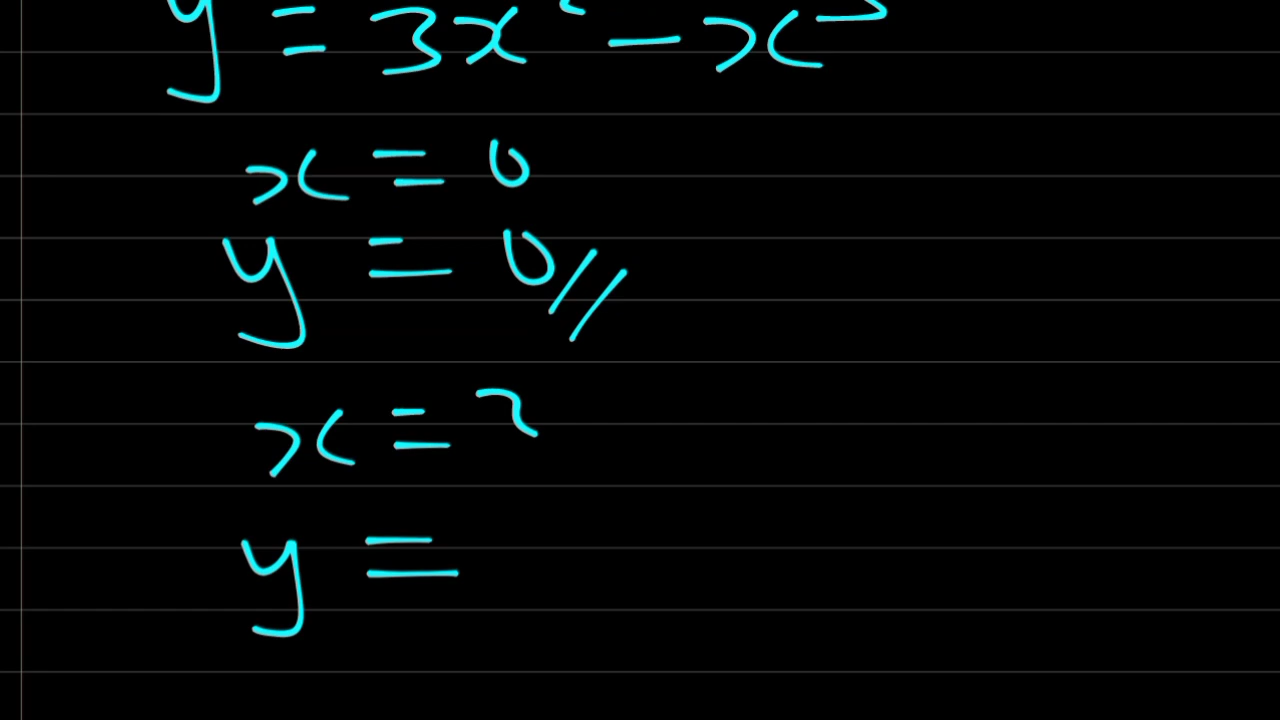 y = 3x² - x³
x = 0
y = 0//
x = 2
y =